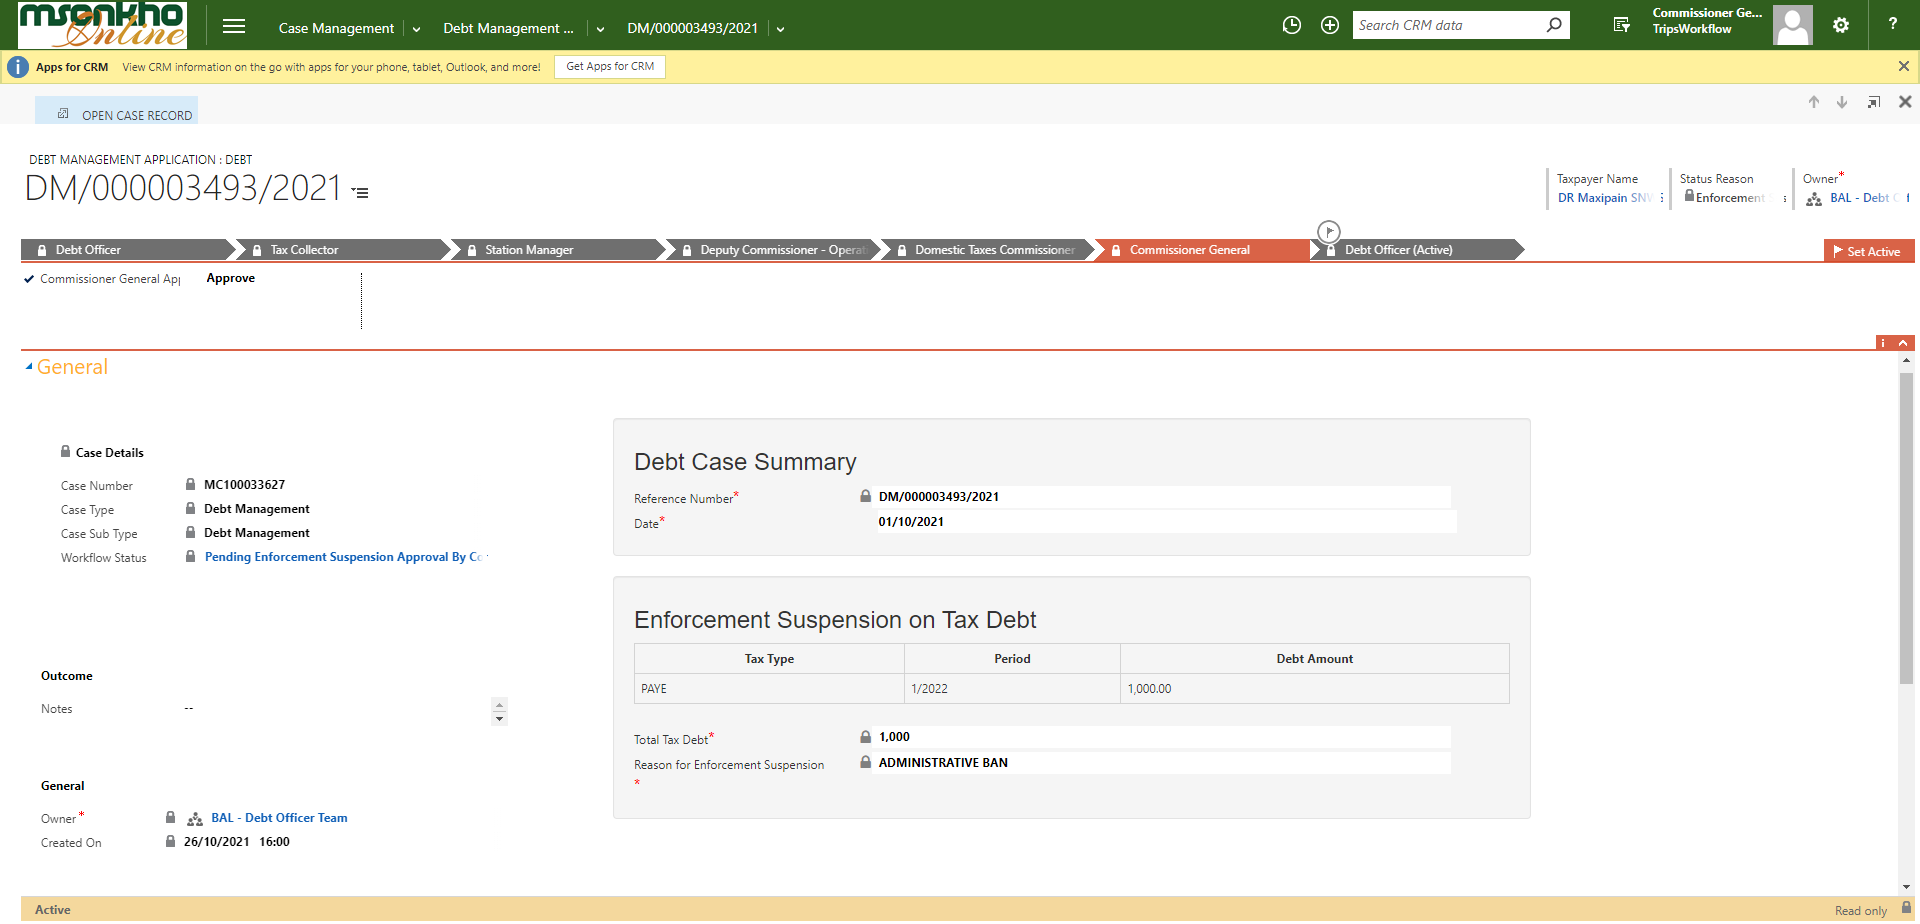 msonkho
Online
Case Management
Debt Management ...
DM/000003493/2021
Search CRM data
Commissioner Ge...
TripsWorkflow
?
i
Apps for CRM View CRM information on the go with apps for your phone, tablet, Outlook, and more! Get Apps for CRM
OPEN CASE RECORD
DEBT MANAGEMENT APPLICATION : DEBT
DM/000003493/2021
Taxpayer Name
DR Maxipain
Status Reason
Enforcement
Owner*
BAL - Debt
Debt Officer
Tax Collector
Station Manager
Deputy Commissioner -
Domestic Taxes Commissioner
Commissioner General
Debt Officer (Active)
Set Active
Commissioner General
Approve
i
General
Case Details
Case Number MC100033627
Case Type Debt Management
Case Sub Type Debt Management
Workflow Status Pending Enforcement Suspension Approval By
Outcome
Notes --
General
Owner* BAL - Debt Officer Team
Created On 26/10/2021 16:00
Debt Case Summary
Reference Number* DM/000003493/2021
Date* 01/10/2021
Enforcement Suspension on Tax Debt
Tax Type Period Debt Amount
PAYE 1/2022 1,000.00
Total Tax Debt* 1,000
Reason for Enforcement Suspension ADMINISTRATIVE BAN
*
Active
Read only